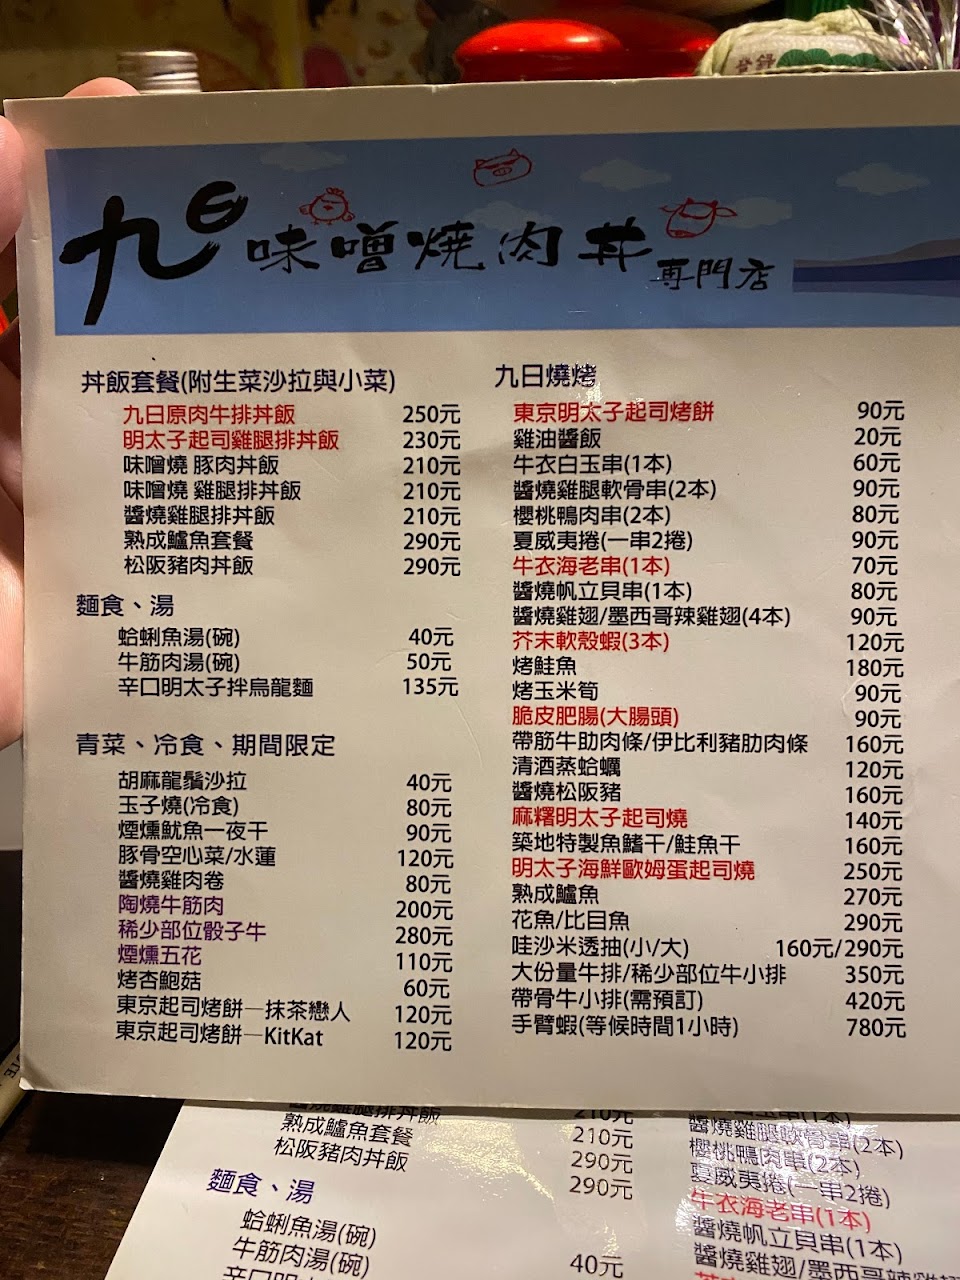 登録
九日 味噌燒肉丼 專門店
丼飯套餐(附生菜沙拉與小菜)
九日原肉牛排丼飯 250元
明太子起司雞腿排丼飯 230元
味噌燒 豚肉丼飯 210元
味噌燒 雞腿排丼飯 210元
醬燒雞腿排丼飯 210元
熟成鱸魚套餐 290元
松阪豬肉丼飯 290元
麵食、湯
蛤蜊魚湯(碗) 40元
牛筋肉湯(碗) 50元
辛口明太子拌烏龍麵 135元
青菜、冷食、期間限定
胡麻龍鬚沙拉 40元
玉子燒(冷食) 80元
煙燻魷魚一夜干 90元
豚骨空心菜/水蓮 120元
醬燒雞肉卷 80元
陶燒牛筋肉 200元
稀少部位骰子牛 280元
煙燻五花 110元
烤杏鮑菇 60元
東京起司烤餅─抹茶戀人 120元
東京起司烤餅─KitKat 120元
九日燒烤
東京明太子起司烤餅 90元
雞油醬飯 20元
牛衣白玉串(1本) 60元
醬燒雞腿軟骨串(2本) 90元
櫻桃鴨肉串(2本) 80元
夏威夷捲(一串2捲) 90元
牛衣海老串(1本) 70元
醬燒帆立貝串(1本) 80元
醬燒雞翅/墨西哥辣雞翅(4本) 90元
芥末軟殼蝦(3本) 120元
烤鮭魚 180元
烤玉米筍 90元
脆皮肥腸(大腸頭) 90元
帶筋牛肋肉條/伊比利豬肋肉條 160元
清酒蒸蛤蠣 120元
醬燒松阪豬 160元
麻糬明太子起司燒 140元
築地特製魚鰭干/鮭魚干 160元
明太子海鮮歐姆蛋起司燒 250元
熟成鱸魚 270元
花魚/比目魚 290元
哇沙米透抽(小/大) 160元/290元
大份量牛排/稀少部位牛小排 350元
帶骨牛小排(需預訂) 420元
手臂蝦(等候時間1小時) 780元
醬燒雞腿排丼飯 210元
熟成鱸魚套餐 210元
松阪豬肉丼飯 290元
290元
麵食、湯
蛤蜊魚湯(碗)
牛筋肉湯(碗) 40元
辛口明
串(1本)
醬燒雞腿軟骨串(2本)
櫻桃鴨肉串(2本)
夏威夷捲(一串2捲)
牛衣海老串(1本)
醬燒帆立貝串(1本)
醬燒雞翅/墨西哥辣雞